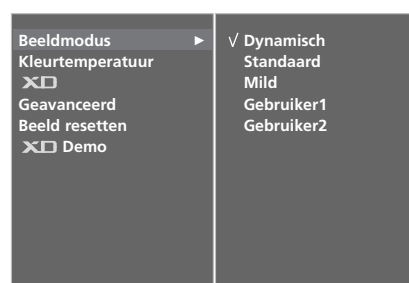 Beeldmodus ►
Kleurtemperatuur
XD
Geavanceerd
Beeld resetten
XD Demo
√ Dynamisch
Standaard
Mild
Gebruiker1
Gebruiker2